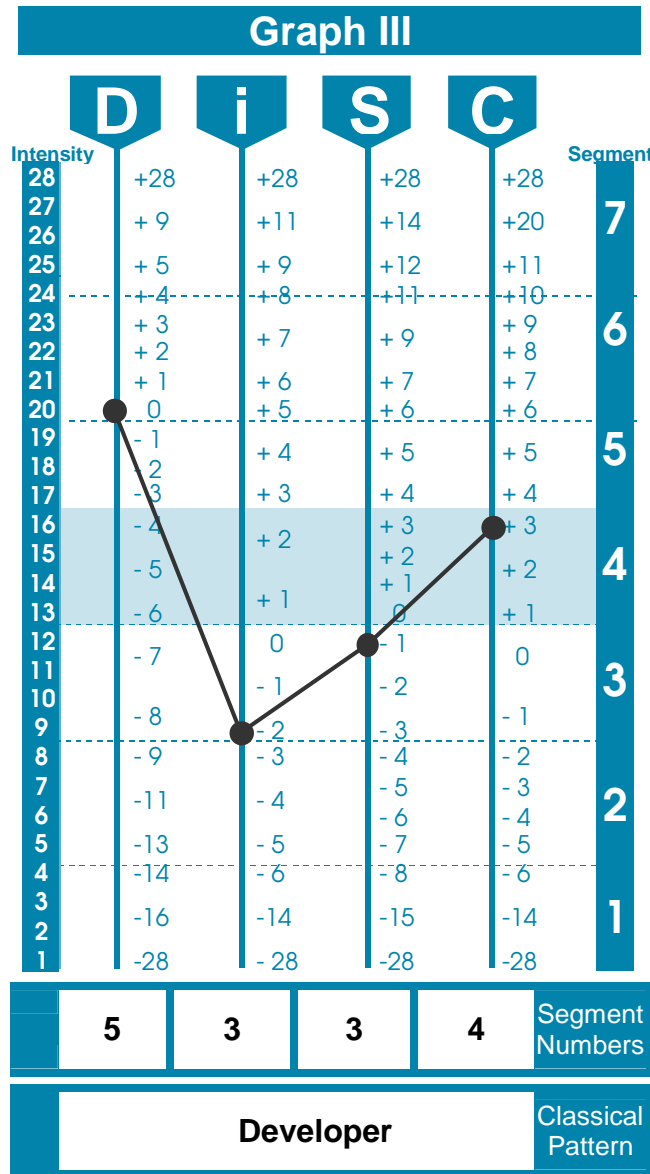 Graph III
D i S C
Intensity Segment
28 +28 +28 +28 +28
27 7
+ 9 +11 +14 +20
26
25 + 5 + 9 +12 +11
24 + 4 + 8 +11 +10
23 + 3 + 9
+ 7 + 9 6
22 + 2 + 8
21 + 1 + 6 + 7 + 7
20 0 + 5 + 6 + 6
19 - 1
+ 4 + 5 + 5 5
18 - 2
17 - 3 + 3 + 4 + 4
16 - 4 + 3 + 3
+ 2
15 + 2
- 5 + 2 4
14 + 1
+ 1
13 - 6 0 + 1
12 0 - 1
- 7 0
11
- 1 - 2 3
10
- 8 - 1
9 - 2 - 3
8 - 9 - 3 - 4 - 2
7 - 5 - 3
-11 - 4 2
6 - 6 - 4
5 -13 - 5 - 7 - 5
4 -14 - 6 - 8 - 6
3
-16 -14 -15 -14 1
2
1 -28 - 28 -28 -28
5 3 3 4 Segment
Numbers
Developer Classical
Pattern